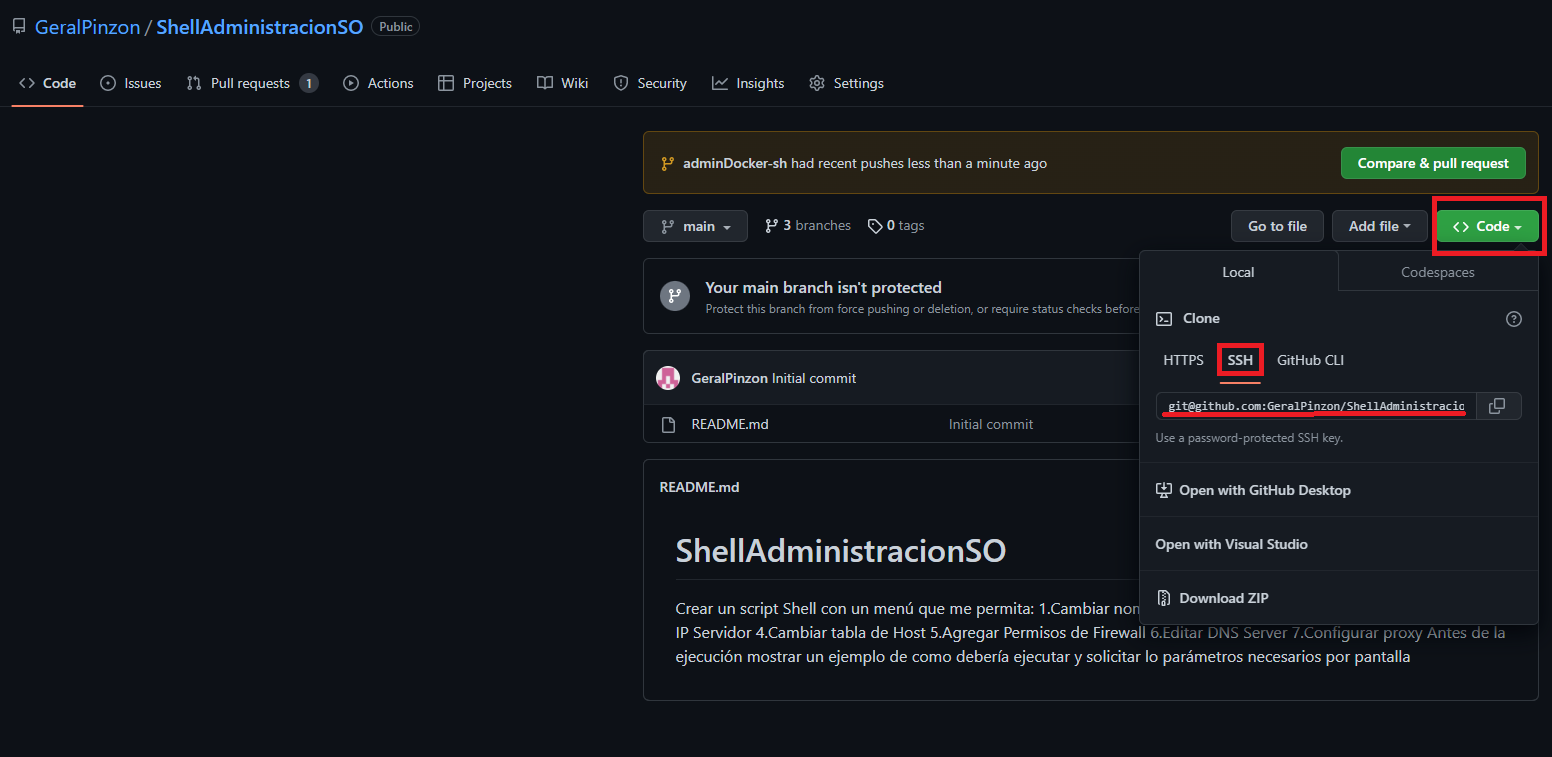 GeralPinzon / ShellAdministracionSO Public
Code Issues Pull requests 1 Actions Projects Wiki Security Insights Settings
adminDocker-sh had recent pushes less than a minute ago Compare & pull request
main 3 branches 0 tags Go to file Add file Code
Local Codespaces
Your main branch isn't protected
Protect this branch from force pushing or deletion, or require status checks before
Clone
HTTPS SSH GitHub CLI
GeralPinzon Initial commit
git@github.com:GeralPinzon/ShellAdministracio
README.md Initial commit
Use a password-protected SSH key.
README.md
Open with GitHub Desktop
Open with Visual Studio
ShellAdministracionSO
Download ZIP
Crear un script Shell con un menú que me permita: 1.Cambiar
IP Servidor 4.Cambiar tabla de Host 5.Agregar Permisos de Firewall 6.Editar DNS Server 7.Configurar proxy Antes de la
ejecución mostrar un ejemplo de como debería ejecutar y solicitar lo parámetros necesarios por pantalla